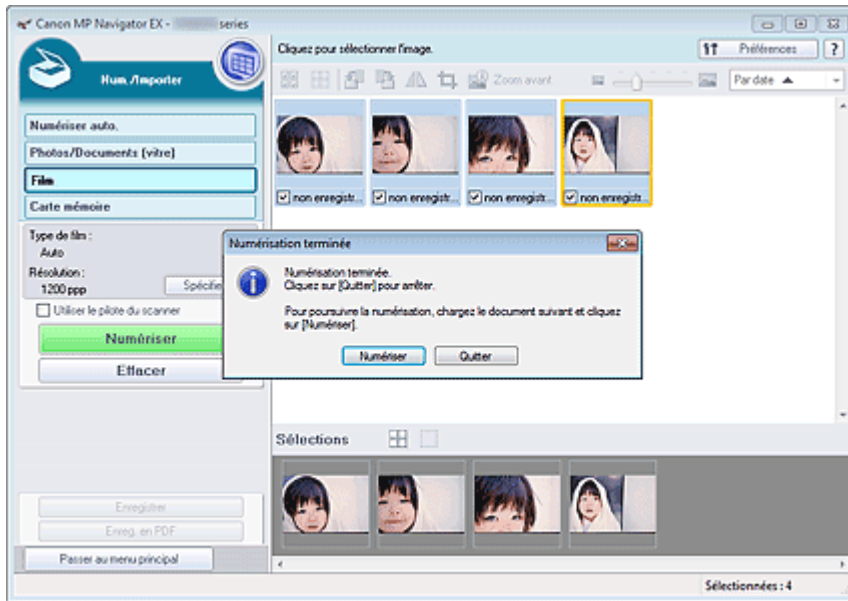 Canon MP Navigator EX - series
Cliquez pour sélectionner l'image.
Préférences
?
Num./Importer
Zoom avant
Par date
Numériser auto.
Photos/Documents (vitre)
Film
Carte mémoire
non enregistr...
non enregistr...
non enregistr...
non enregistr...
Type de film :
Auto
Résolution :
1200 ppp
Spécifie
Utiliser le pilote du scanner
Numériser
Effacer
Numérisation terminée
Numérisation terminée.
Cliquez sur [Quitter] pour arrêter.
Pour poursuivre la numérisation, chargez le document suivant et cliquez
sur [Numériser].
Numériser
Quitter
Sélections
Enregistrer
Enreg. en PDF
Passer au menu principal
Sélectionnées : 4